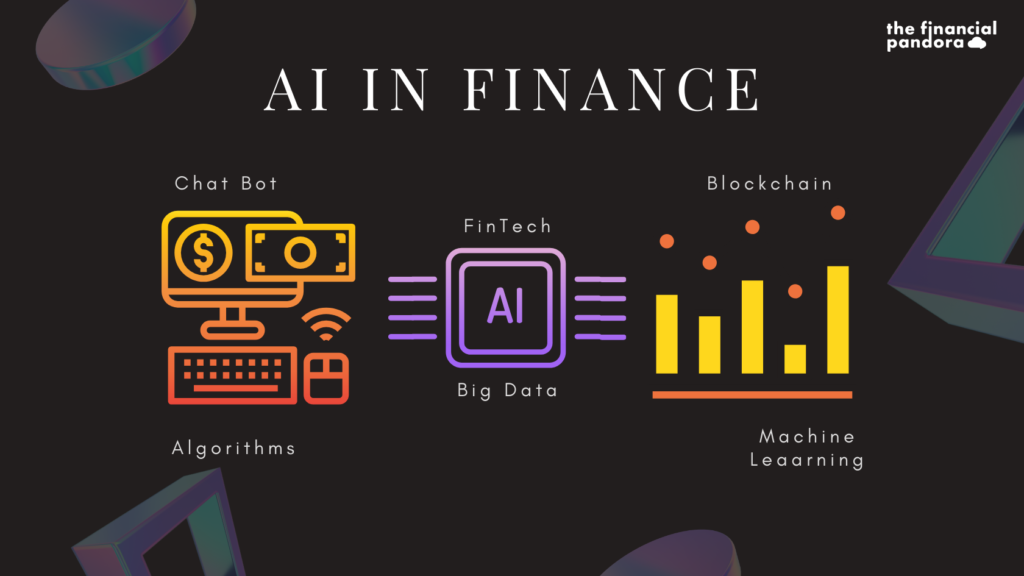 the financial
pandora
AI IN FINANCE
Chat Bot
Blockchain
FinTech
$
AI
Big Data
Algorithms
Machine
Leaarning